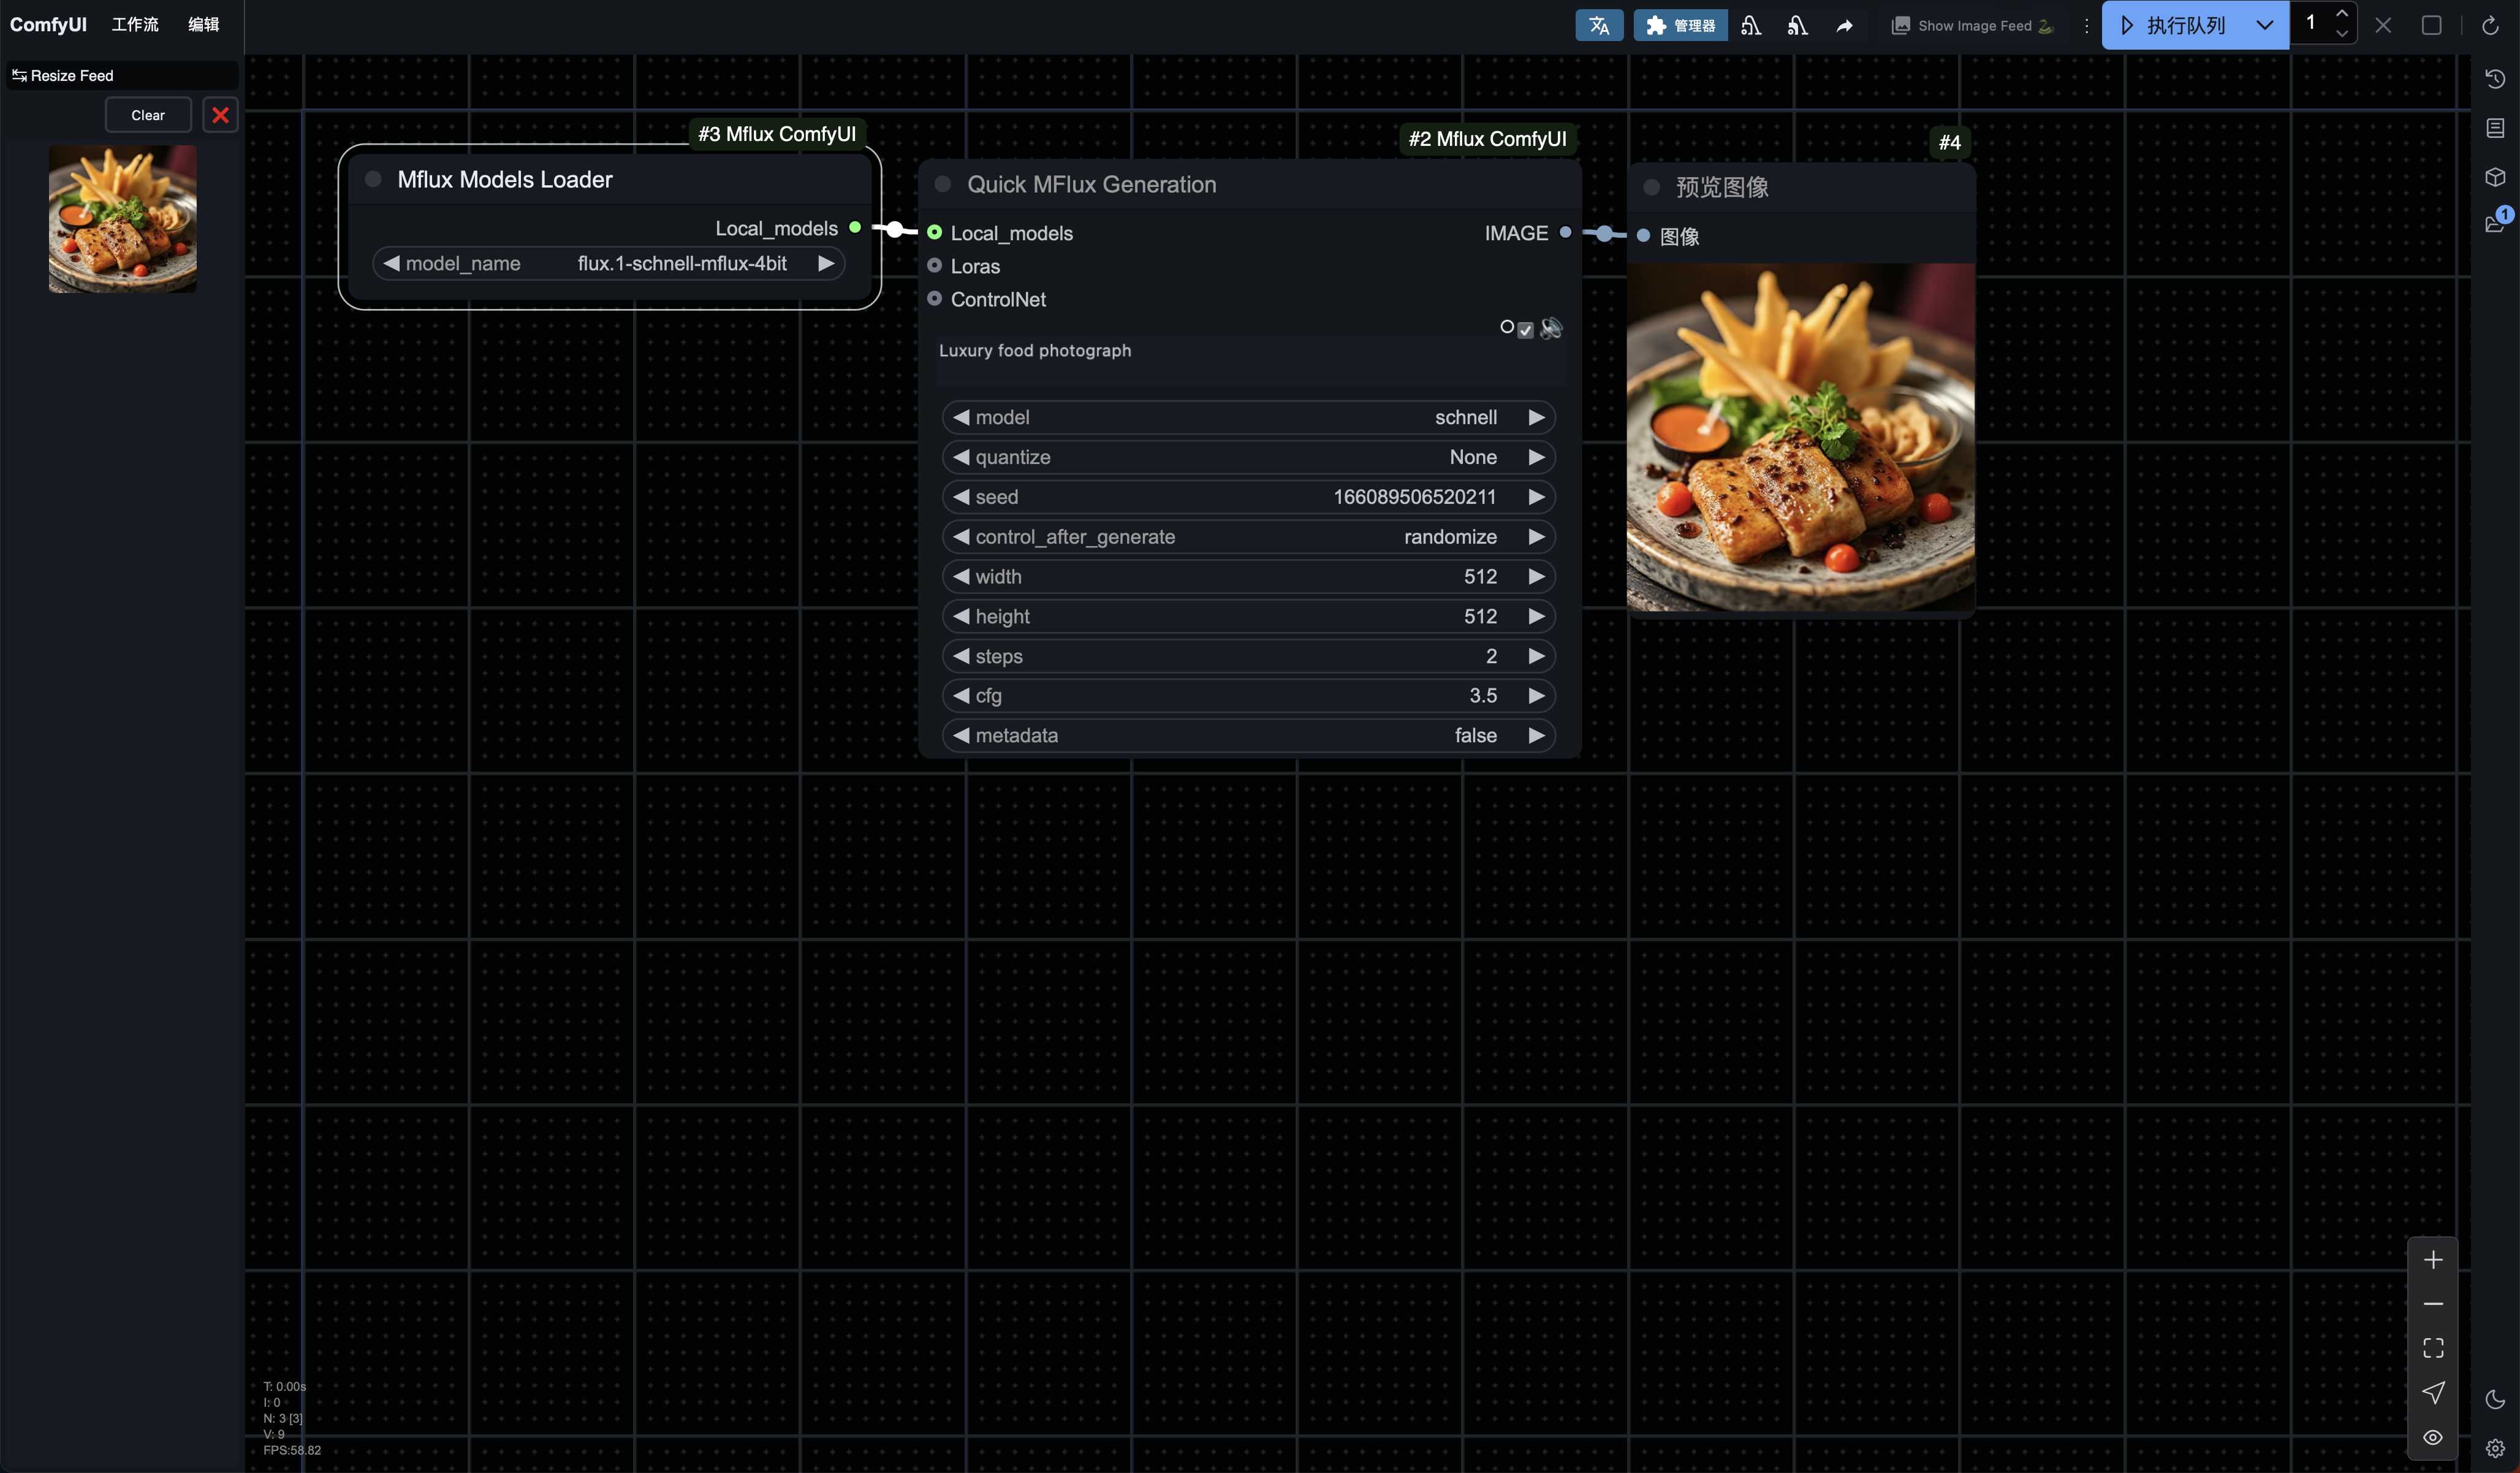 ComfyUI 工作流 编辑
管理器 Show Image Feed 执行队列 1
Resize Feed
Clear
1
#3 Mflux ComfyUI
Mflux Models Loader
Local_models
model_name flux.1-schnell-mflux-4bit
#2 Mflux ComfyUI
Quick MFlux Generation
Local_models IMAGE
Loras
ControlNet
Luxury food photograph
model schnell
quantize None
seed 166089506520211
control_after_generate randomize
width 512
height 512
steps 2
cfg 3.5
metadata false
#4
预览图像
图像
T: 0.00s
I: 0
N: 3 [3]
V: 9
FPS:58.82